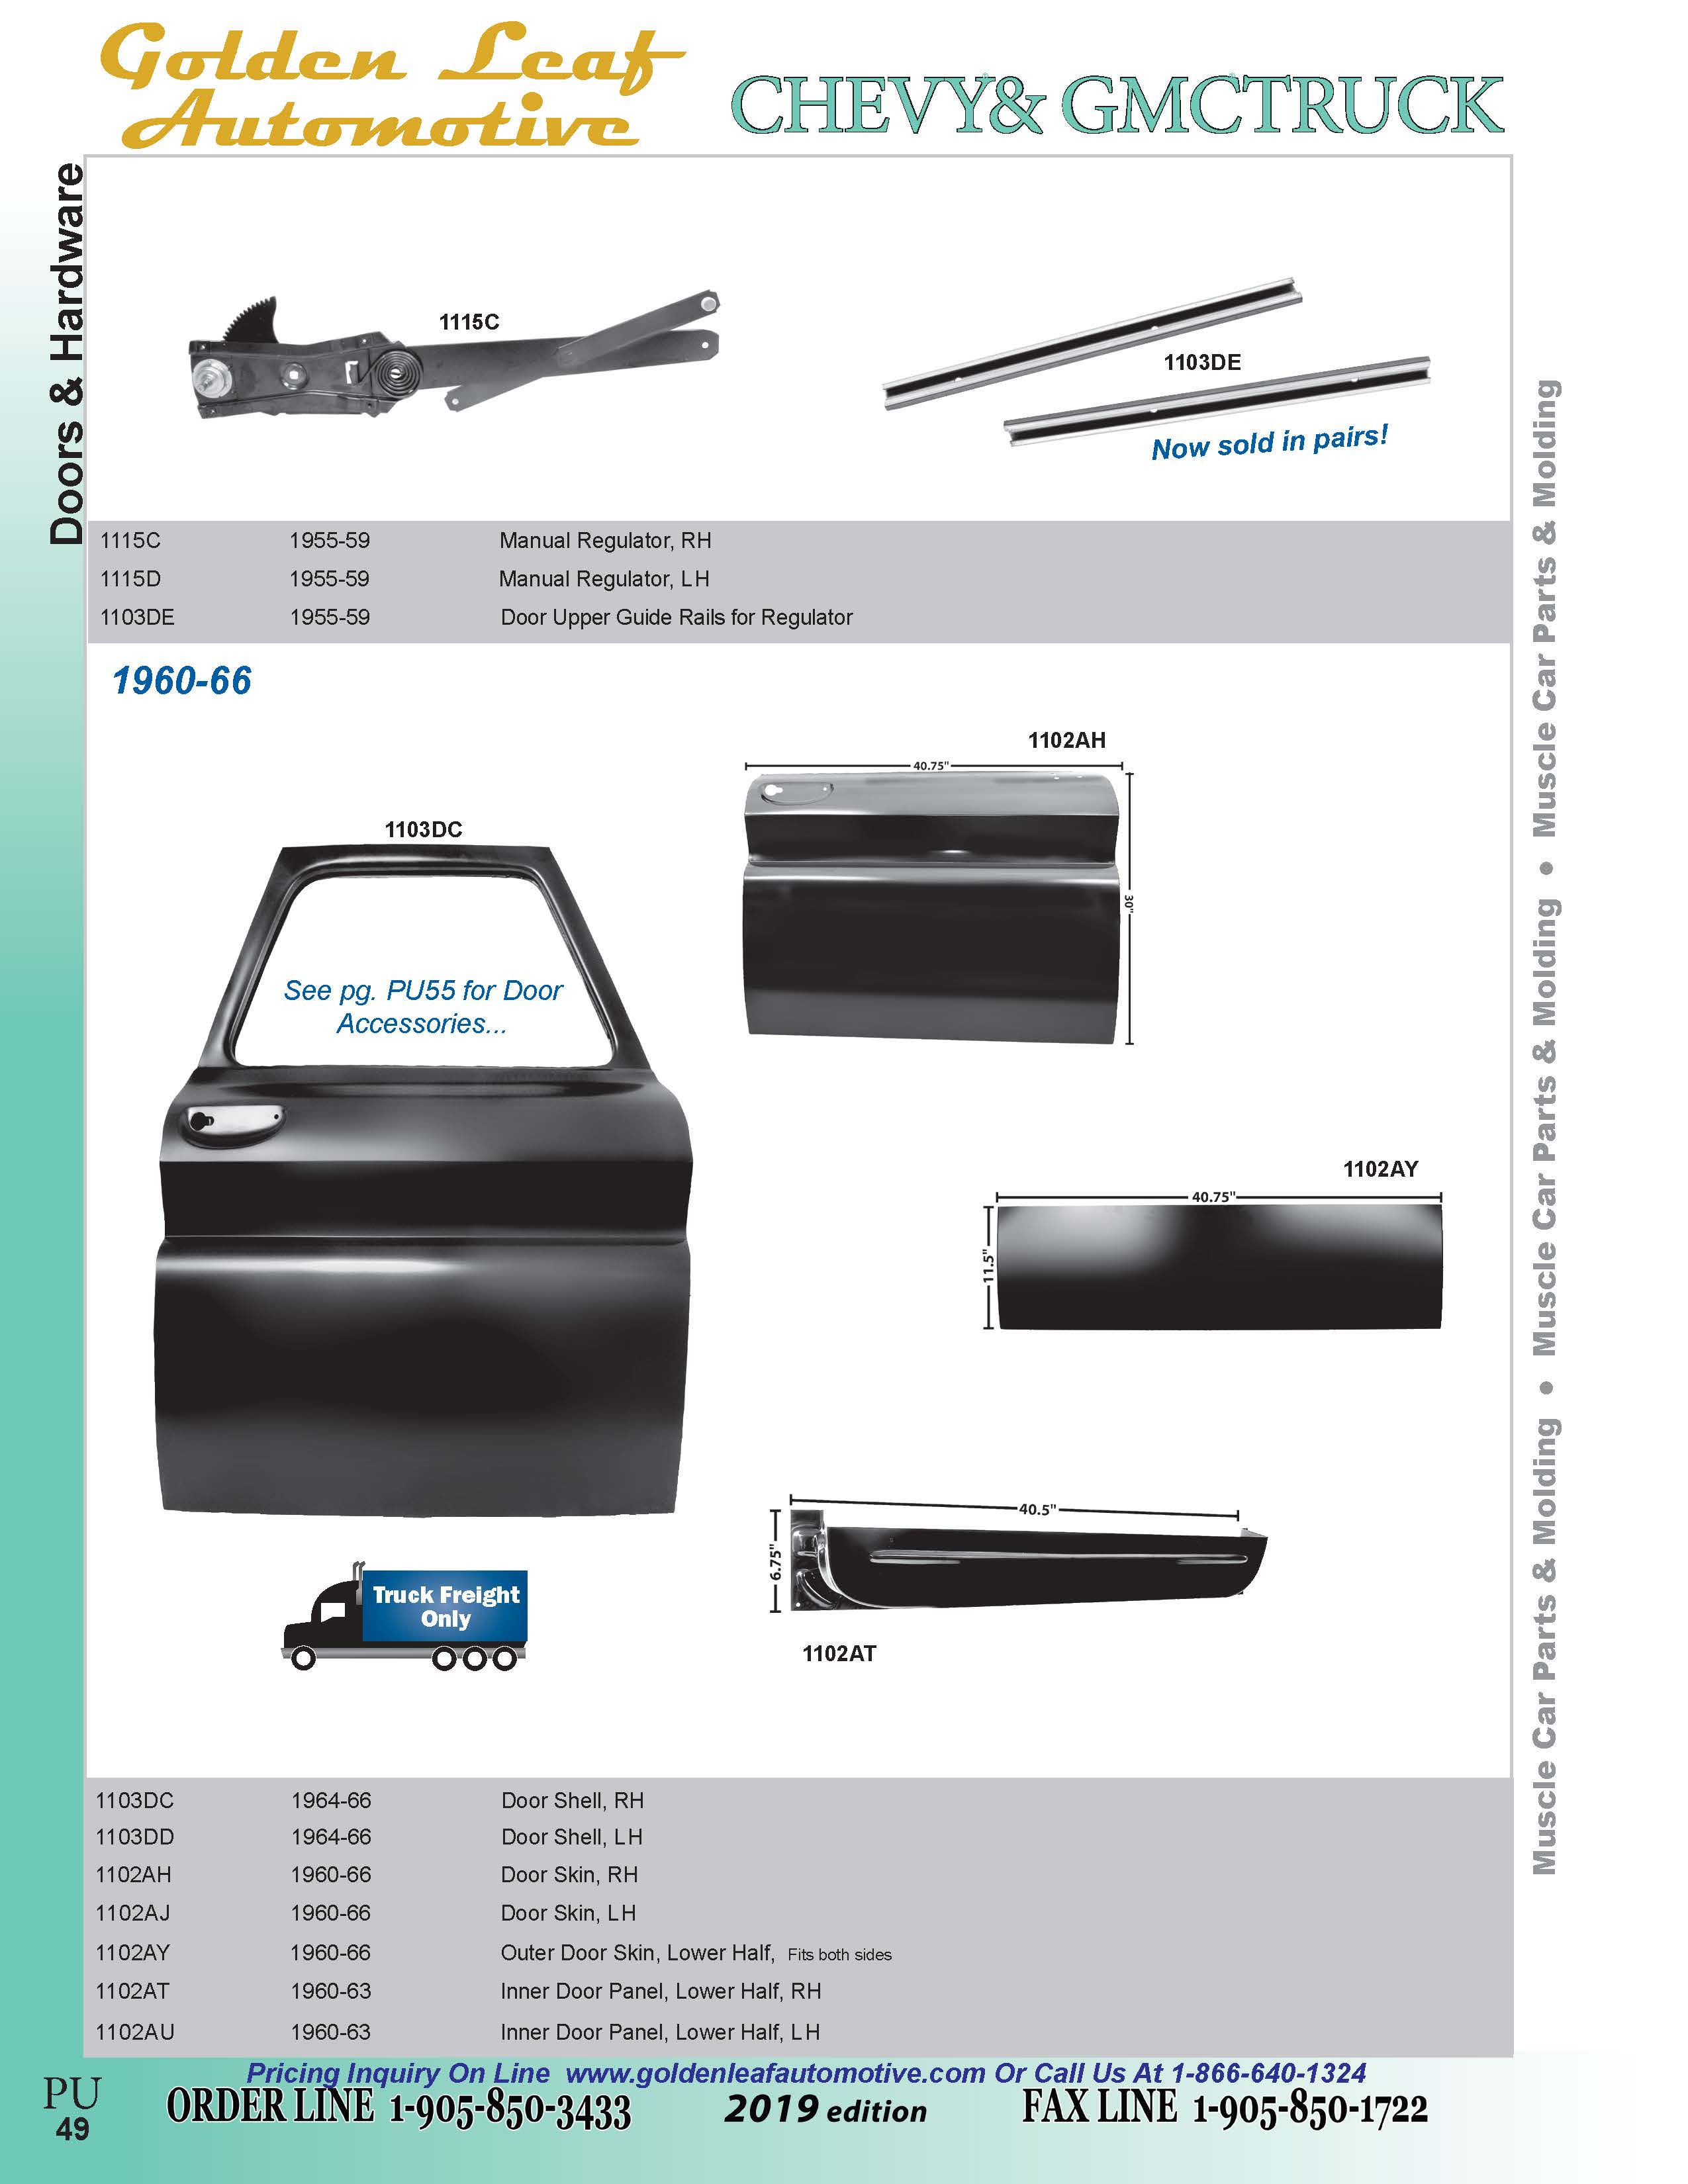 Golden Leaf
Automotive
CHEVY& GMCTRUCK
Doors & Hardware
1115C
1103DE
Now sold in pairs!
1115C 1955-59 Manual Regulator, RH
1115D 1955-59 Manual Regulator, LH
1103DE 1955-59 Door Upper Guide Rails for Regulator
1960-66
1102AH
40.75"
30"
1103DC
See pg. PU55 for Door
Accessories...
1102AY
40.75"
11.5"
40.5"
6.75"
1102AT
Truck Freight
Only
1103DC 1964-66 Door Shell, RH
1103DD 1964-66 Door Shell, LH
1102AH 1960-66 Door Skin, RH
1102AJ 1960-66 Door Skin, LH
1102AY 1960-66 Outer Door Skin, Lower Half, Fits both sides
1102AT 1960-63 Inner Door Panel, Lower Half, RH
1102AU 1960-63 Inner Door Panel, Lower Half, LH
Muscle Car Parts & Molding • Muscle Car Parts & Molding • Muscle Car Parts & Molding
Pricing Inquiry On Line www.goldenleafautomotive.com Or Call Us At 1-866-640-1324
PU
49
ORDER LINE 1-905-850-3433
2019 edition
FAX LINE 1-905-850-1722